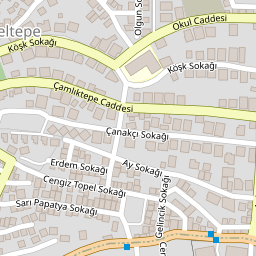 Olgun So
Okul Caddesi
eltepe
Köşk Sokağı
Köşk Sokağı
Çamlıktepe Caddesi
Çanakçı Sokağı
Erdem Sokağı
Ay Sokağı
Cengiz Topel Sokağı
Sarı Papatya Sokağı
Gelincik Sokağı